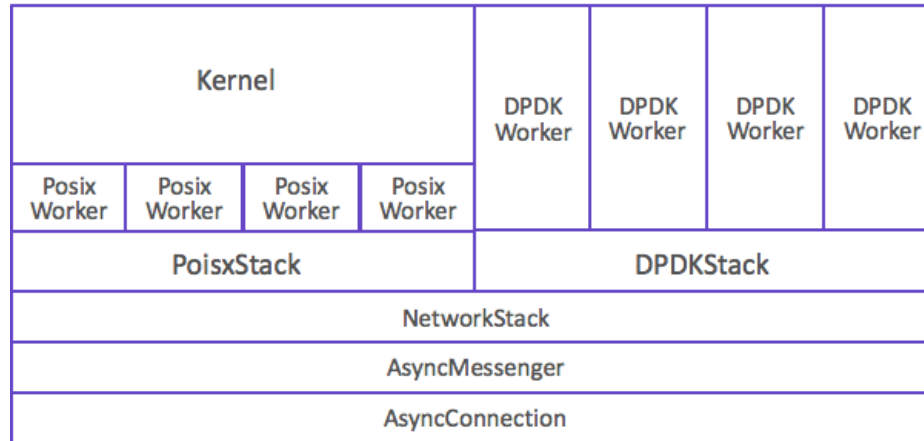 Kernel
DPDK
Worker
DPDK
Worker
DPDK
Worker
DPDK
Worker
Posix
Worker
Posix
Worker
Posix
Worker
Posix
Worker
PoisxStack
DPDKStack
NetworkStack
AsyncMessenger
AsyncConnection